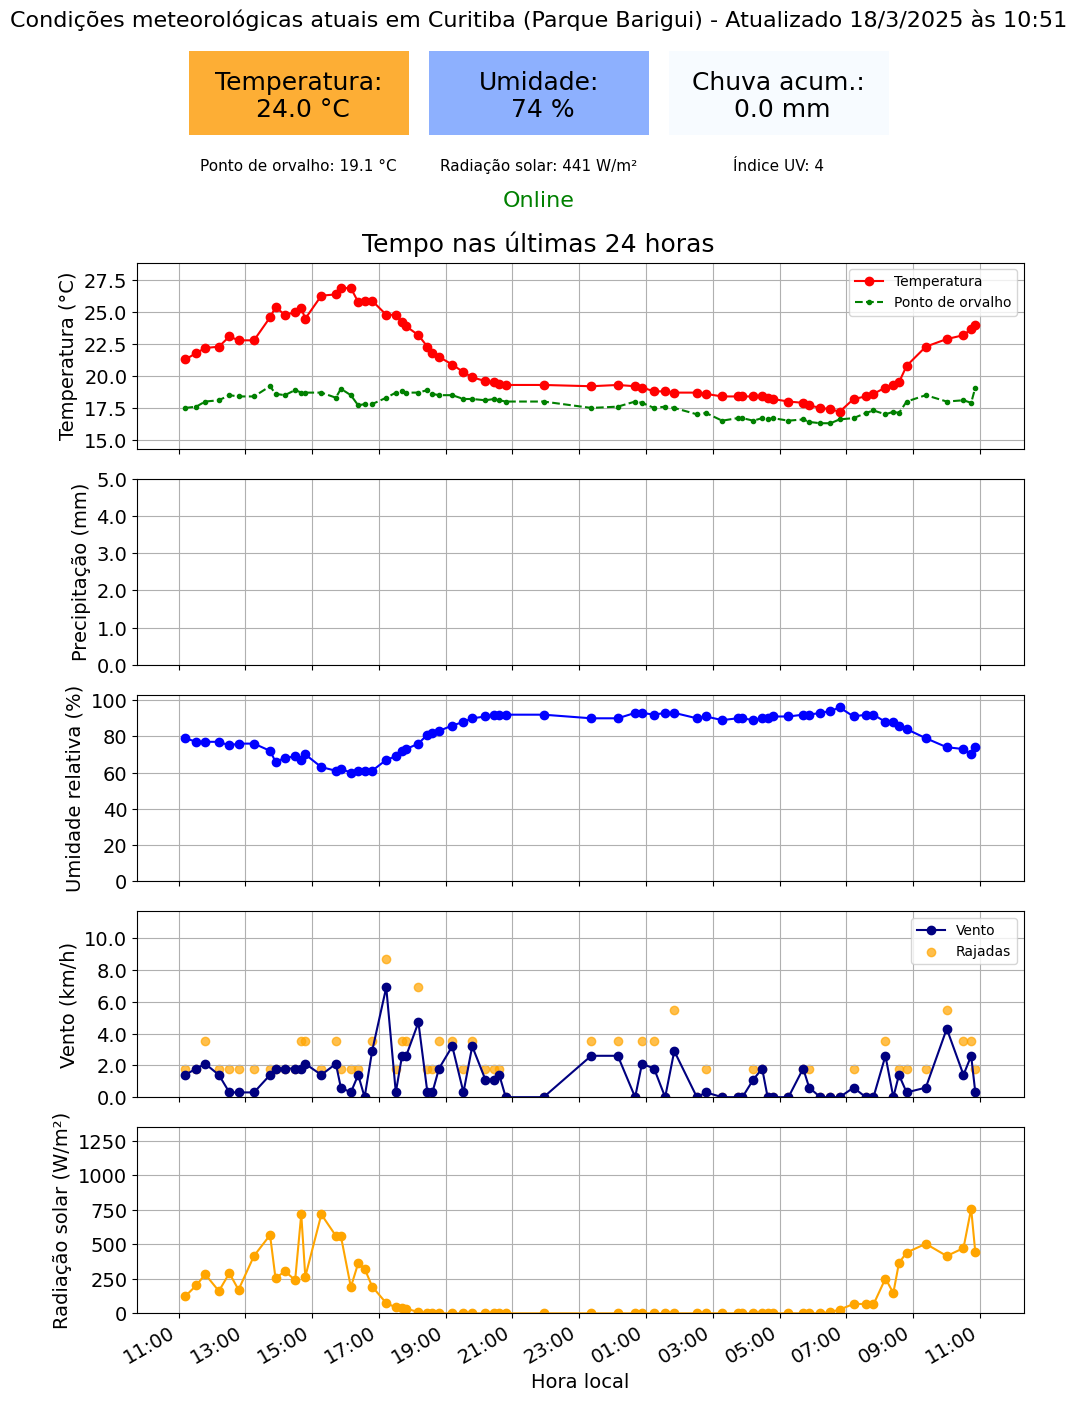 Condições meteorológicas atuais em Curitiba (Parque Barigui) - Atualizado 18/3/2025 às 10:51
Temperatura:
24.0 °C
Umidade:
74 %
Chuva acum.:
0.0 mm
Ponto de orvalho: 19.1 °C
Radiação solar: 441 W/m²
Índice UV: 4
Online
Tempo nas últimas 24 horas
Temperatura (°C)
27.5
25.0
22.5
20.0
17.5
15.0
Temperatura
Ponto de orvalho
Precipitação (mm)
5.0
4.0
3.0
2.0
1.0
0.0
Umidade relativa (%)
100
80
60
40
20
0
Vento (km/h)
10.0
8.0
6.0
4.0
2.0
0.0
Vento
Rajadas
Radiação solar (W/m²)
1250
1000
750
500
250
0
11:00
13:00
15:00
17:00
19:00
21:00
23:00
01:00
03:00
05:00
07:00
09:00
11:00
Hora local